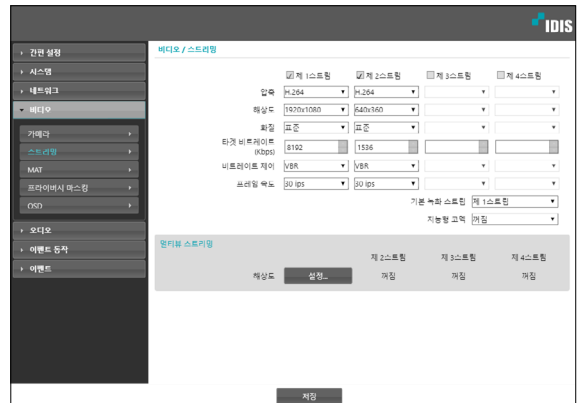 IDIS
간편 설정
시스템
네트워크
비디오
카메라
스트리밍
MAT
프라이버시 마스킹
OSD
오디오
이벤트 동작
이벤트
비디오 / 스트리밍
제 1스트림 제 2스트림 제 3스트림 제 4스트림
압축 H.264 H.264
해상도 1920x1080 640x360
화질 표준 표준
타겟 비트레이트
(Kbps) 8192 1536
비트레이트 제어 VBR VBR
프레임 속도 30 ips 30 ips
기본 녹화 스트림 제 1스트림
지능형 코덱 꺼짐
멀티뷰 스트리밍
제 2스트림 제 3스트림 제 4스트림
해상도 설정... 꺼짐 꺼짐 꺼짐
저장